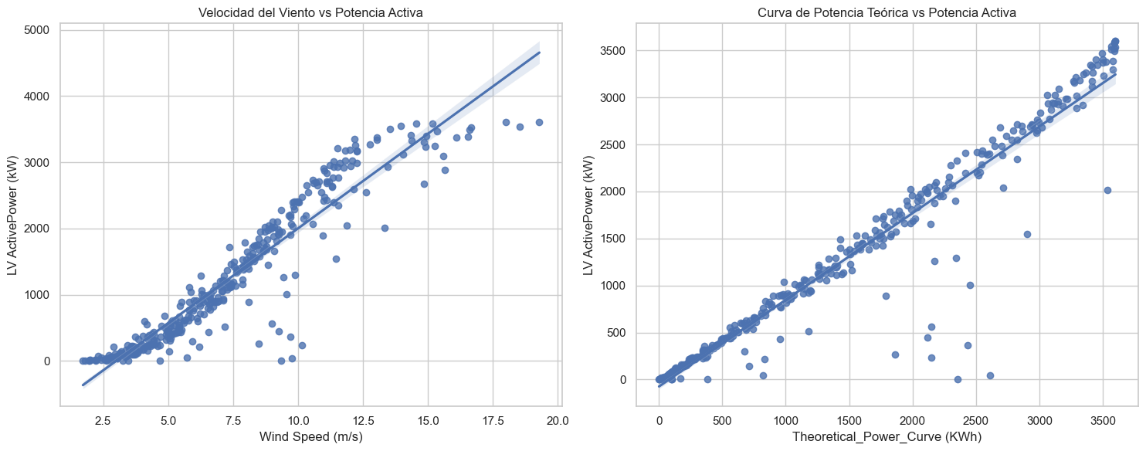 Velocidad del Viento vs Potencia Activa
5000
4000
3000
2000
1000
0
LV ActivePower (kW)
2.5 5.0 7.5 10.0 12.5 15.0 17.5 20.0
Wind Speed (m/s)
Curva de Potencia Teórica vs Potencia Activa
3500
3000
2500
2000
1500
1000
500
0
LV ActivePower (kW)
0 500 1000 1500 2000 2500 3000 3500
Theoretical_Power_Curve (KWh)